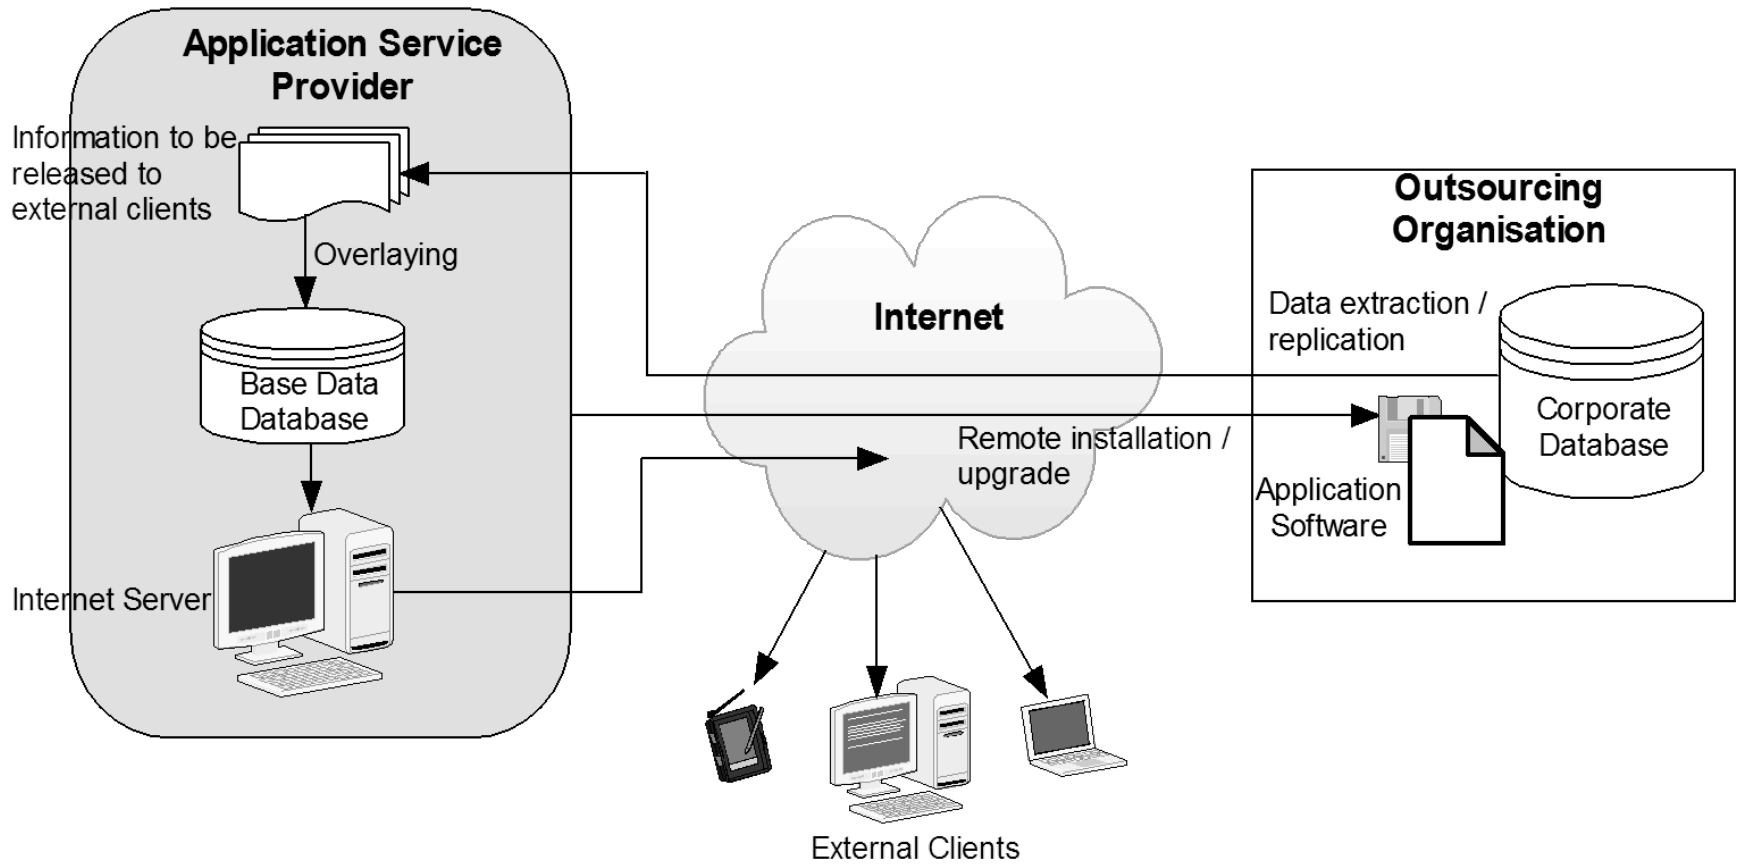 Application Service
Provider
Information to be
released to
external clients
Overlaying
Base Data
Database
Internet Server
Internet
Remote installation /
upgrade
External Clients
Outsourcing
Organisation
Data extraction /
replication
Corporate
Database
Application
Software